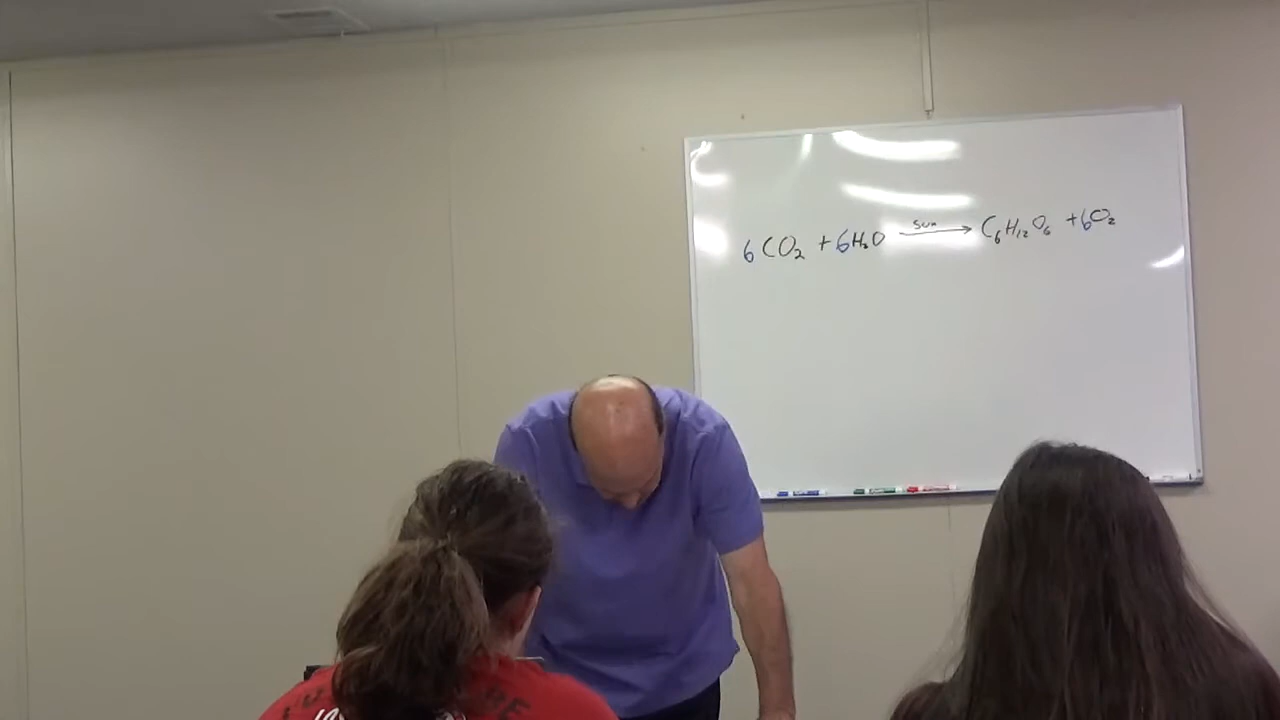 6CO₂ + 6H₂O sun → C₆H₁₂O₆ + 6O₂